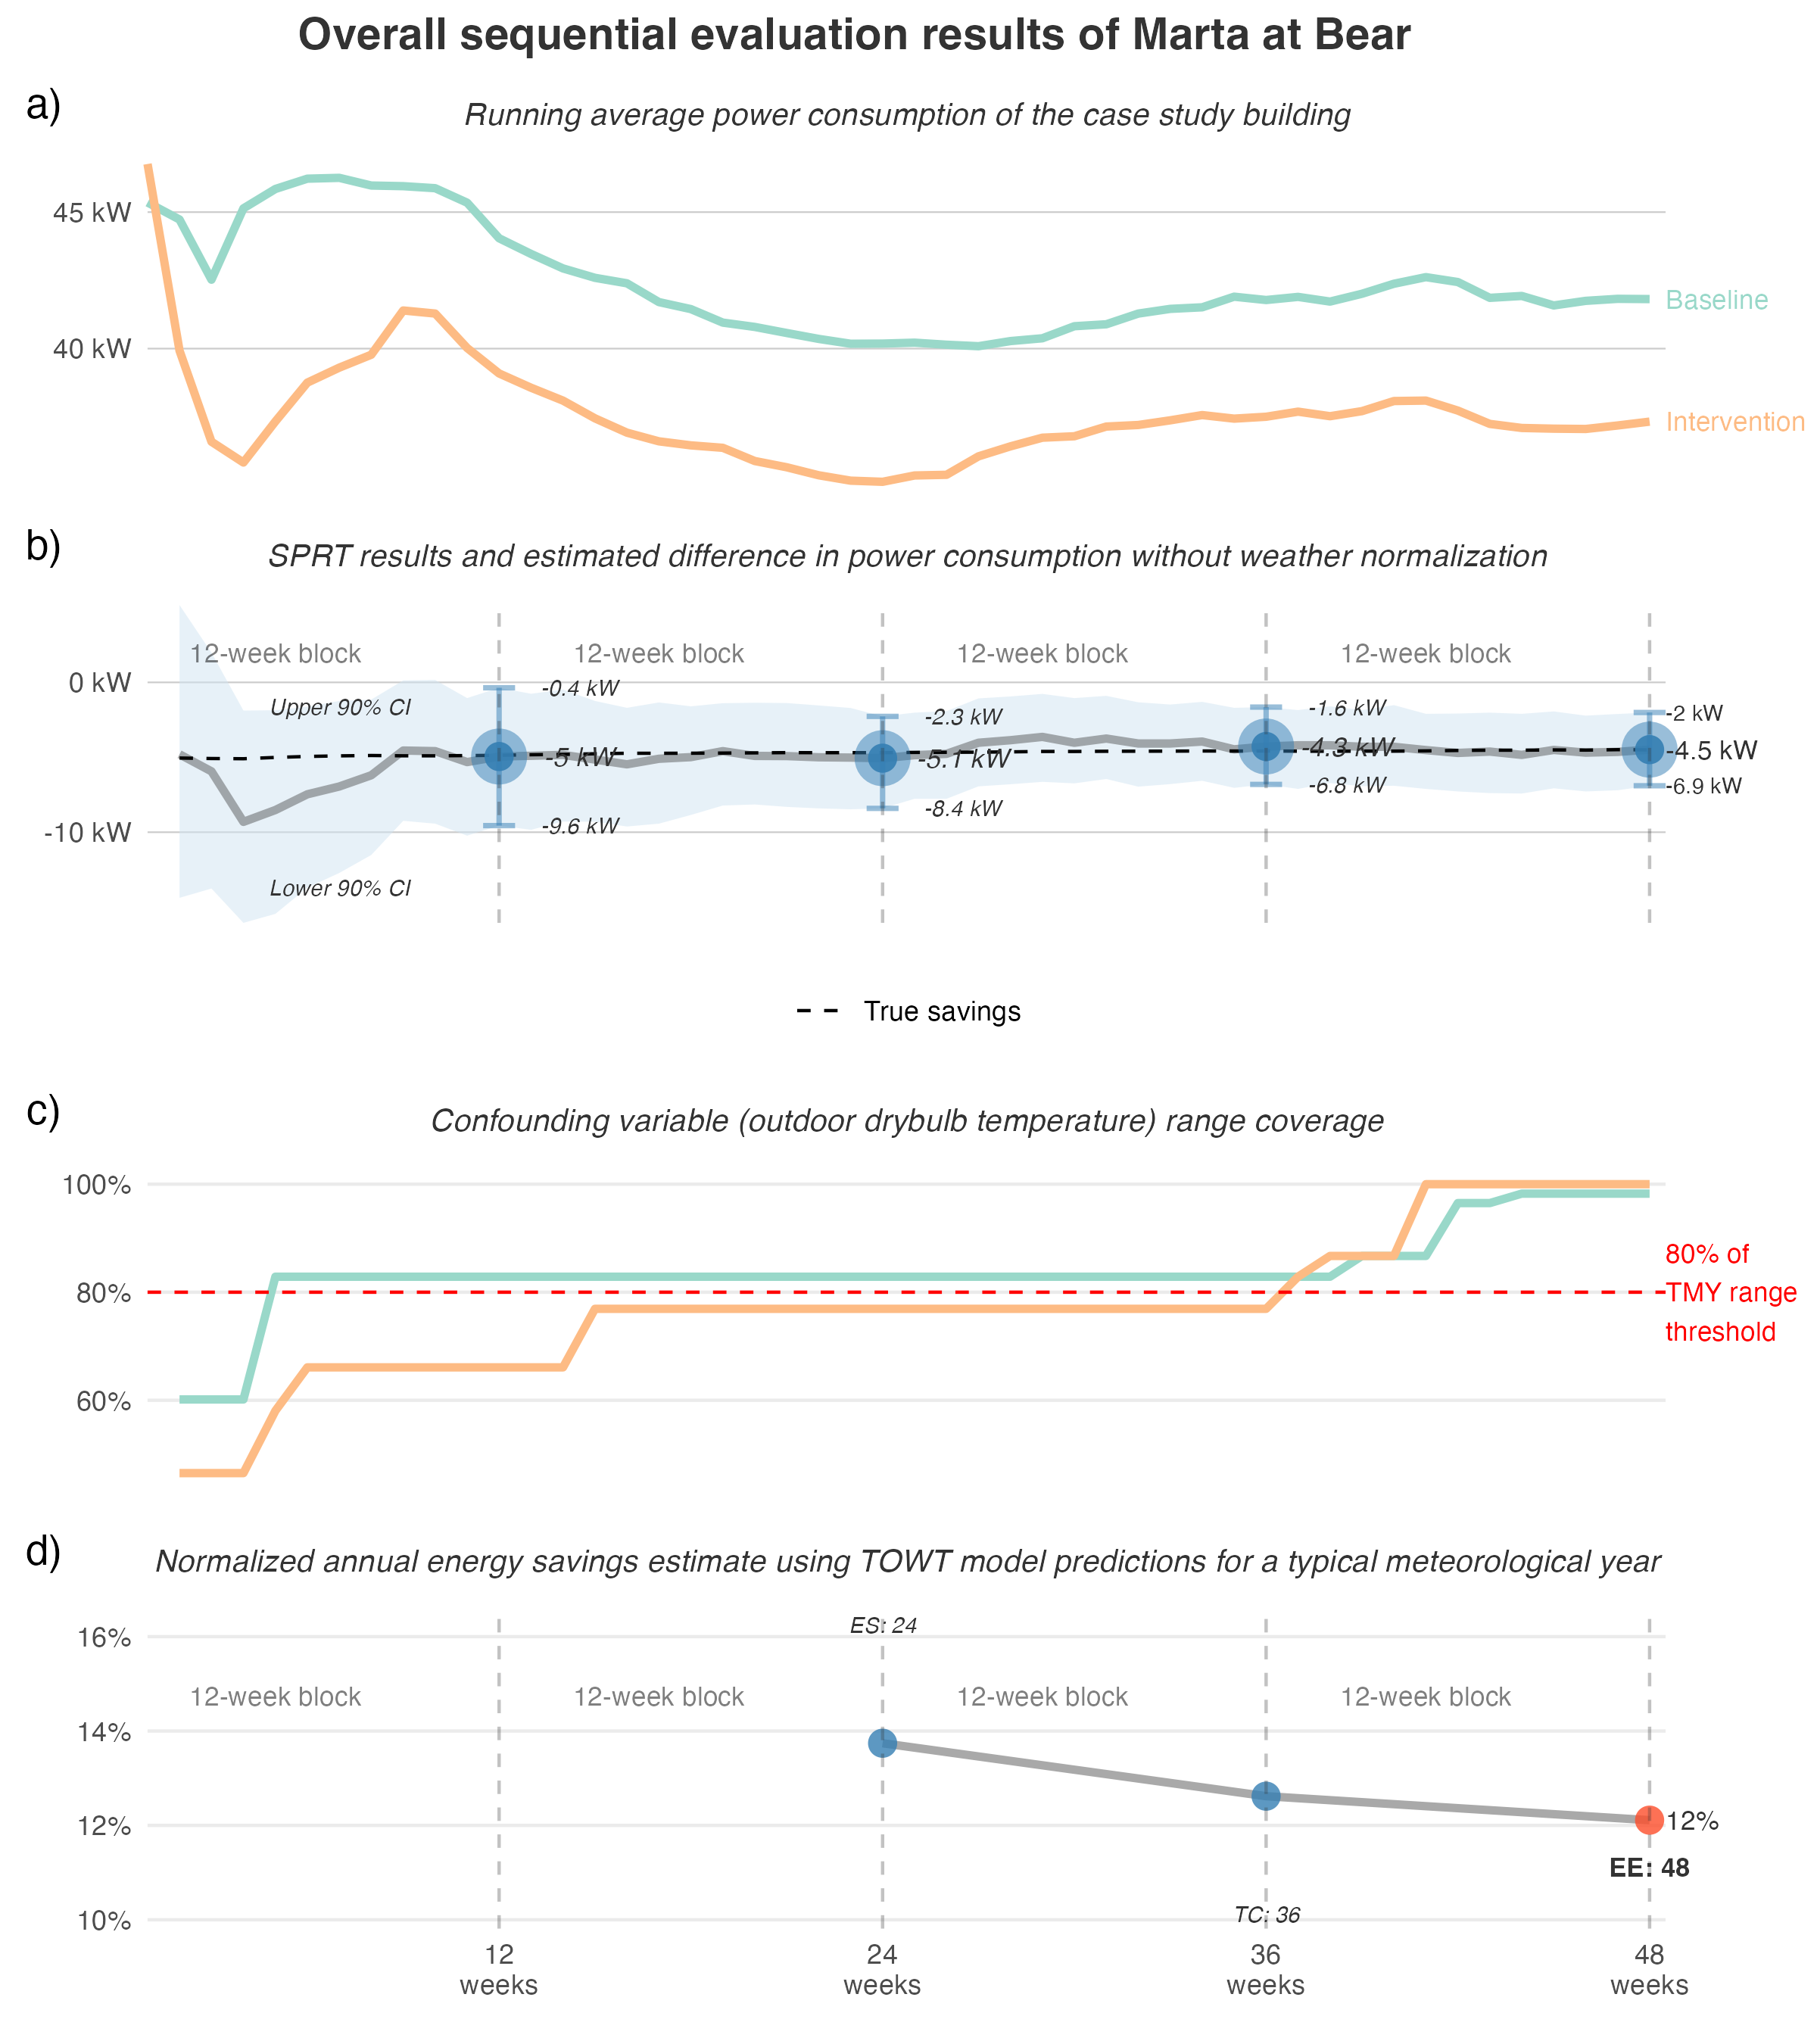 Overall sequential evaluation results of Marta at Bear
a)
Running average power consumption of the case study building
45 kW
40 kW
Baseline
Intervention
b)
SPRT results and estimated difference in power consumption without weather normalization
12-week block
12-week block
12-week block
12-week block
0 kW
-10 kW
Upper 90% CI
Lower 90% CI
-0.4 kW
-5 kW
-9.6 kW
-2.3 kW
-5.1 kW
-8.4 kW
-1.6 kW
-4.3 kW
-6.8 kW
-2 kW
-4.5 kW
-6.9 kW
True savings
c)
Confounding variable (outdoor drybulb temperature) range coverage
100%
80%
60%
80% of
TMY range
threshold
d)
Normalized annual energy savings estimate using TOWT model predictions for a typical meteorological year
16%
14%
12%
10%
ES: 24
12-week block
12-week block
12-week block
12-week block
12%
EE: 48
TC: 36
12
weeks
24
weeks
36
weeks
48
weeks